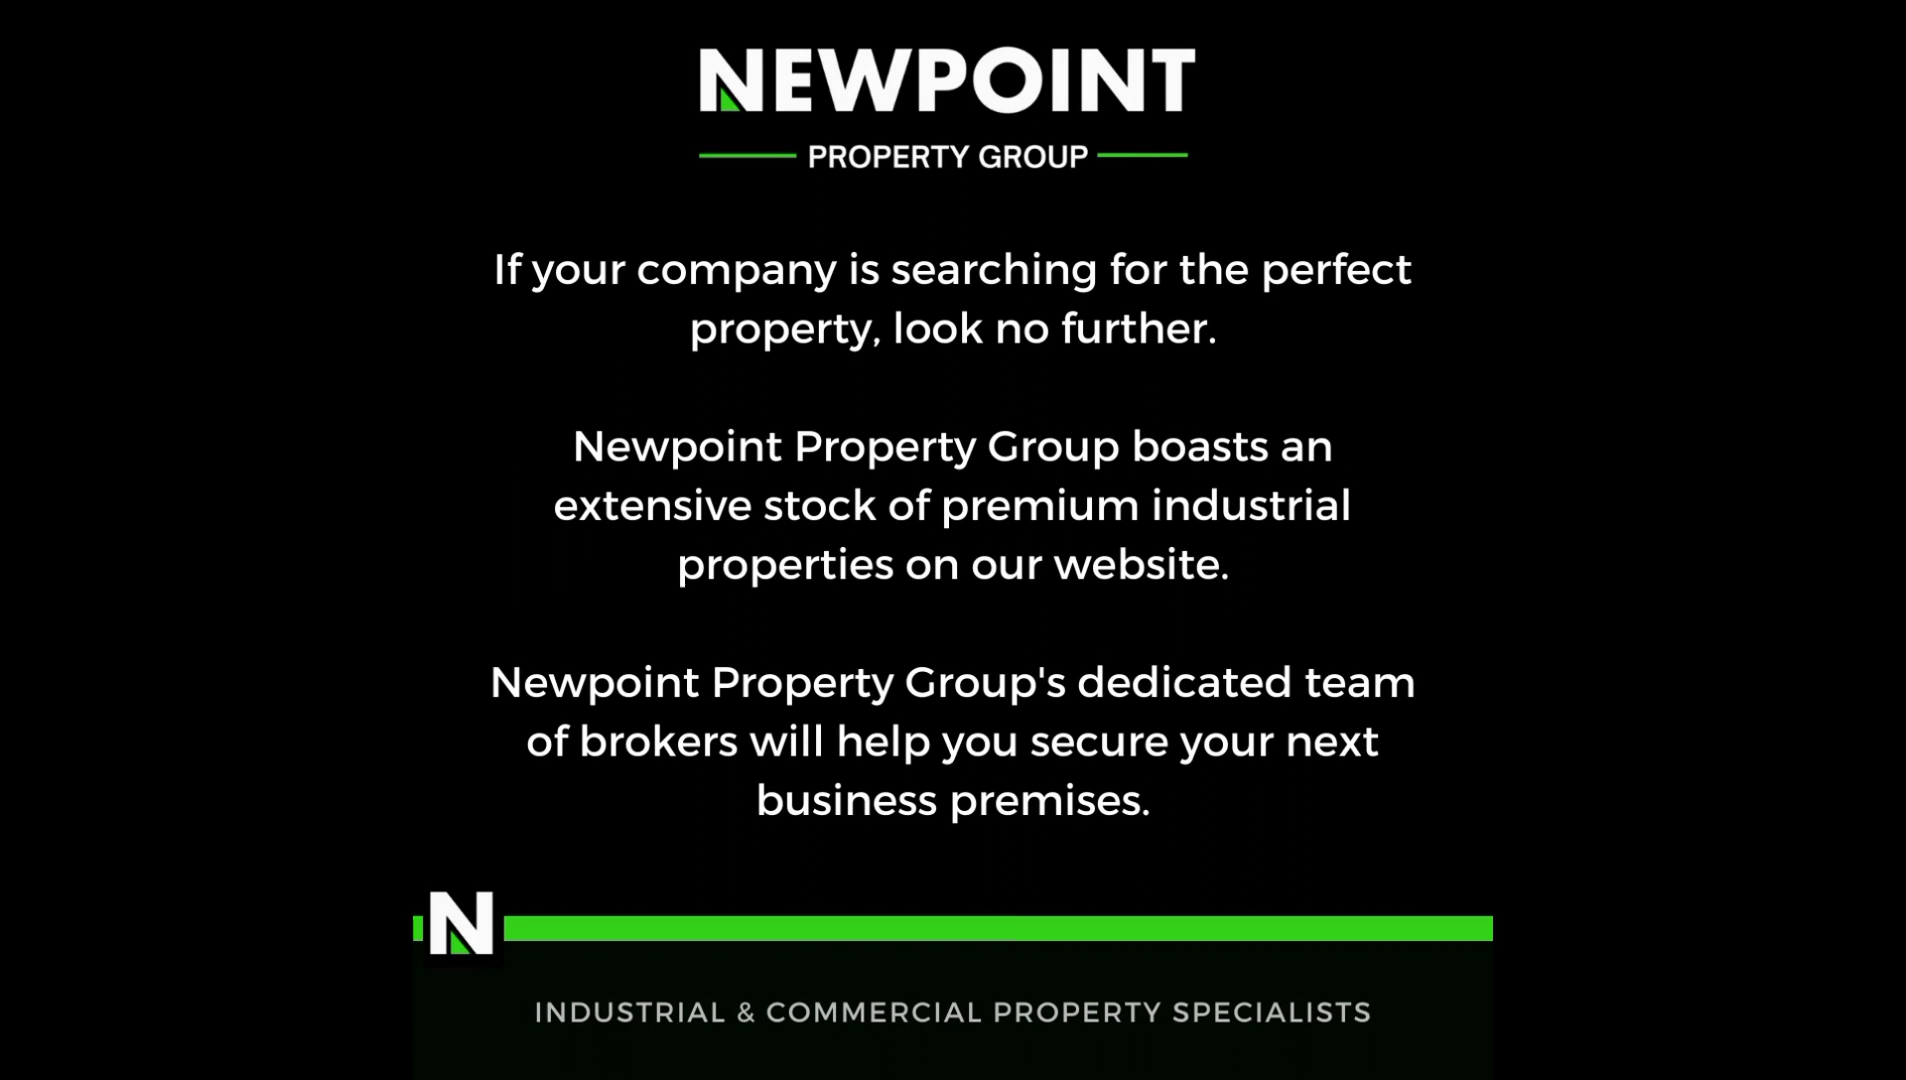 NEWPOINT
PROPERTY GROUP
If your company is searching for the perfect
property, look no further.
Newpoint Property Group boasts an
extensive stock of premium industrial
properties on our website.
Newpoint Property Group's dedicated team
of brokers will help you secure your next
business premises.
N
INDUSTRIAL & COMMERCIAL PROPERTY SPECIALISTS